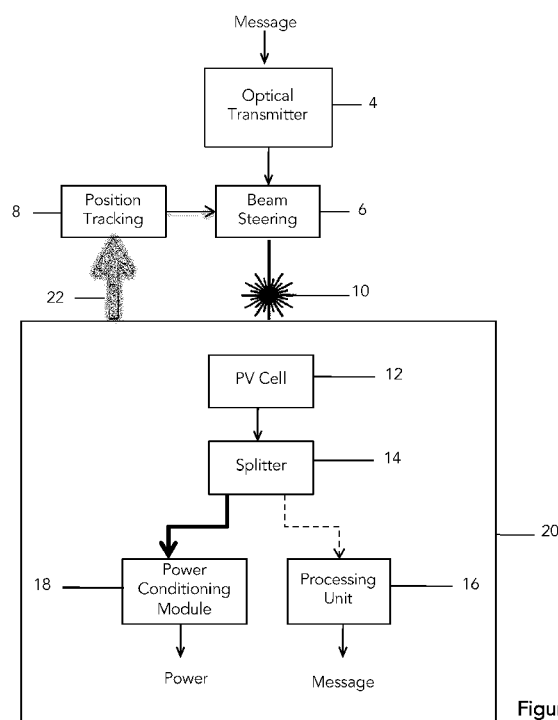 Message
Optical
Transmitter
4
8
Position
Tracking
Beam
Steering
6
22
10
PV Cell
12
Splitter
14
20
18
Power
Conditioning
Module
Processing
Unit
16
Power
Message